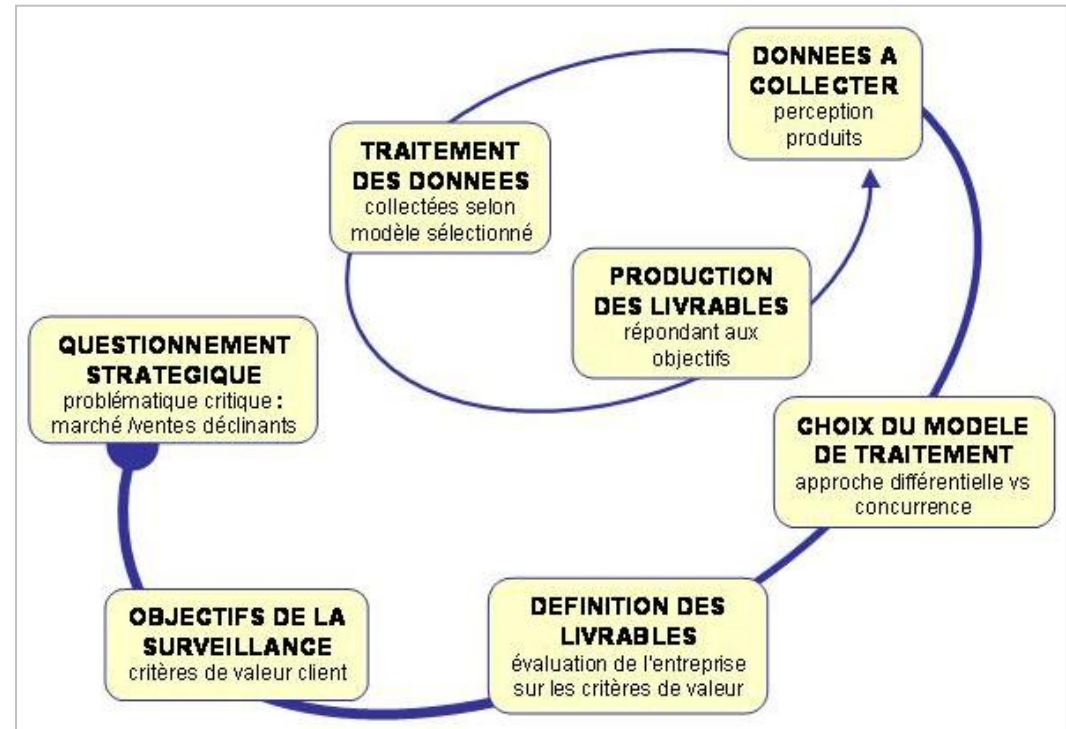 DONNEES A
COLLECTER
perception
produits
TRAITEMENT
DES DONNEES
collectées selon
modèle sélectionné
PRODUCTION
DES LIVRABLES
répondant aux
objectifs
QUESTIONNEMENT
STRATEGIQUE
problématique critique :
marché /ventes déclinants
CHOIX DU MODELE
DE TRAITEMENT
approche différentielle vs
concurrence
OBJECTIFS DE LA
SURVEILLANCE
critères de valeur client
DEFINITION DES
LIVRABLES
évaluation de l'entreprise
sur les critères de valeur